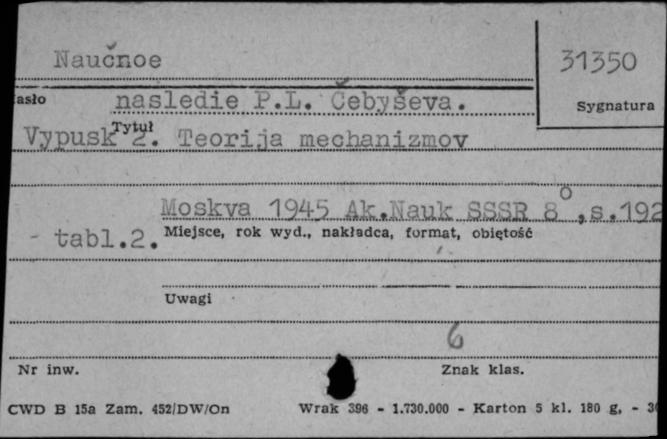 Naučnoe
31350
asło
nasledie P.L. Čebyševa.
Sygnatura
Tytuł
Vypusk 2. Teorija mechanizmov
Moskva 1945 Ak.Nauk SSSR 8°,s.192
- tabl.2.
Miejsce, rok wyd., nakładca, format, objętość
Uwagi
6
Nr inw.
Znak klas.
CWD B 15a Zam. 452/DW/On
Wrak 396 - 1.730.000 - Karton 5 kl. 180 g, -